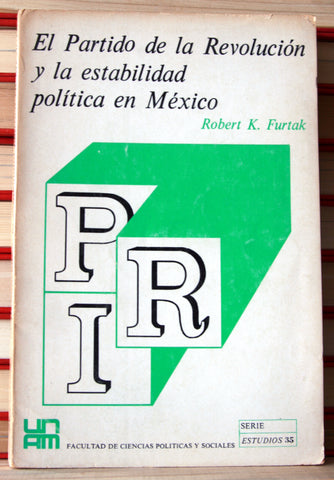 El Partido de la Revolución
y la estabilidad
política en México
Robert K. Furtak
P
R
I
UNAM
FACULTAD DE CIENCIAS POLITICAS Y SOCIALES
SERIE
ESTUDIOS 35